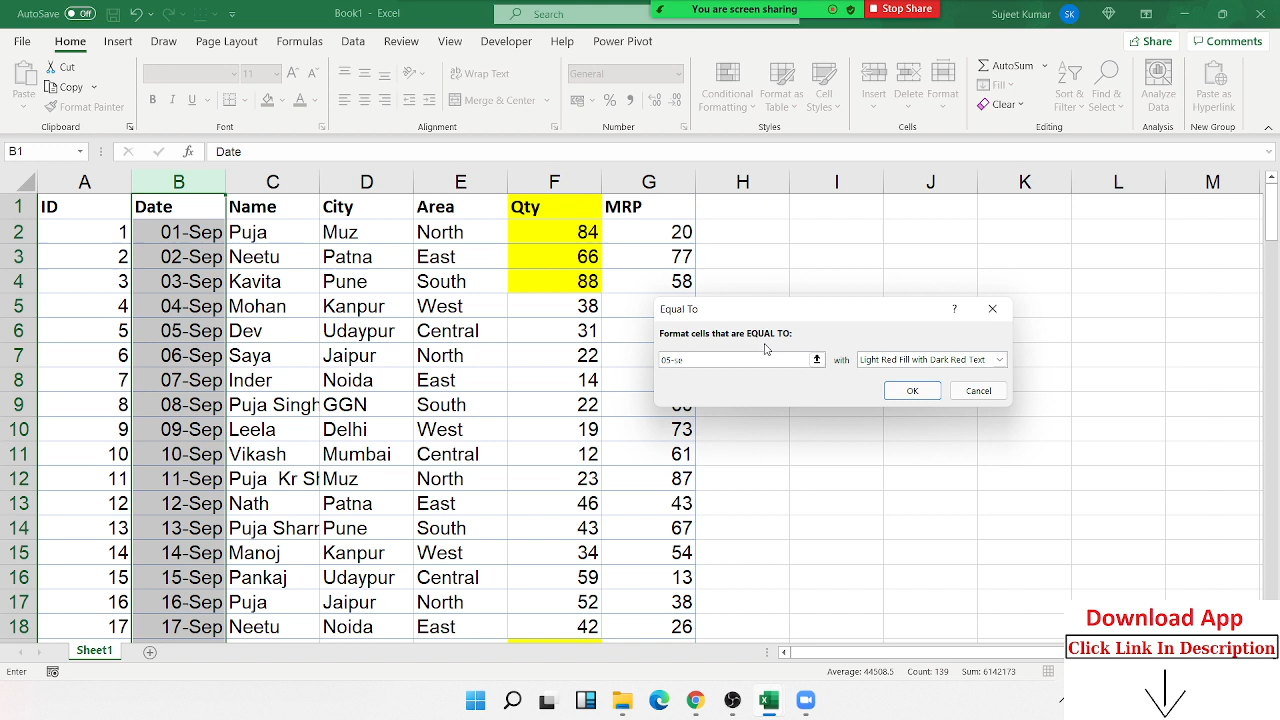 AutoSave Off Book1 - Excel Search You are screen sharing Stop Share Sujeet Kumar SK
File Home Insert Draw Page Layout Formulas Data Review View Developer Help Power Pivot Share Comments
Paste Cut Copy Format Painter
11 Wrap Text General
B I U Merge & Center % ,
Conditional Formatting Format as Table Cell Styles Insert Delete Format
AutoSum Fill Clear Sort & Filter Find & Select Analyze Data Paste as Hyperlink
Clipboard Font Alignment Number Styles Cells Editing Analysis New Group
B1 fx Date
A B C D E F G H I J K L M
1 ID Date Name City Area Qty MRP
2 1 01-Sep Puja Muz North 84 20
3 2 02-Sep Neetu Patna East 66 77
4 3 03-Sep Kavita Pune South 88 58
5 4 04-Sep Mohan Kanpur West 38
6 5 05-Sep Dev Udaypur Central 31
7 6 06-Sep Saya Jaipur North 22
8 7 07-Sep Inder Noida East 14
9 8 08-Sep Puja Singh GGN South 22
10 9 09-Sep Leela Delhi West 19 73
11 10 10-Sep Vikash Mumbai Central 12 61
12 11 11-Sep Puja Kr Sh Muz North 23 87
13 12 12-Sep Nath Patna East 46 43
14 13 13-Sep Puja Sharr Pune South 43 67
15 14 14-Sep Manoj Kanpur West 34 54
16 15 15-Sep Pankaj Udaypur Central 59 13
17 16 16-Sep Puja Jaipur North 52 38
18 17 17-Sep Neetu Noida East 42 26
Equal To ?
Format cells that are EQUAL TO:
05-se with Light Red Fill with Dark Red Text
OK Cancel
Download App
Click Link In Description
Sheet1
Enter Average: 44508.5 Count: 139 Sum: 6142173